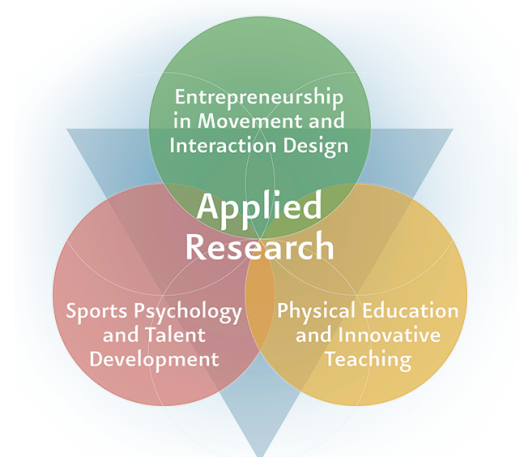 Entrepreneurship
in Movement and
Interaction Design
Applied
Research
Sports Psychology
and Talent
Development
Physical Education
and Innovative
Teaching